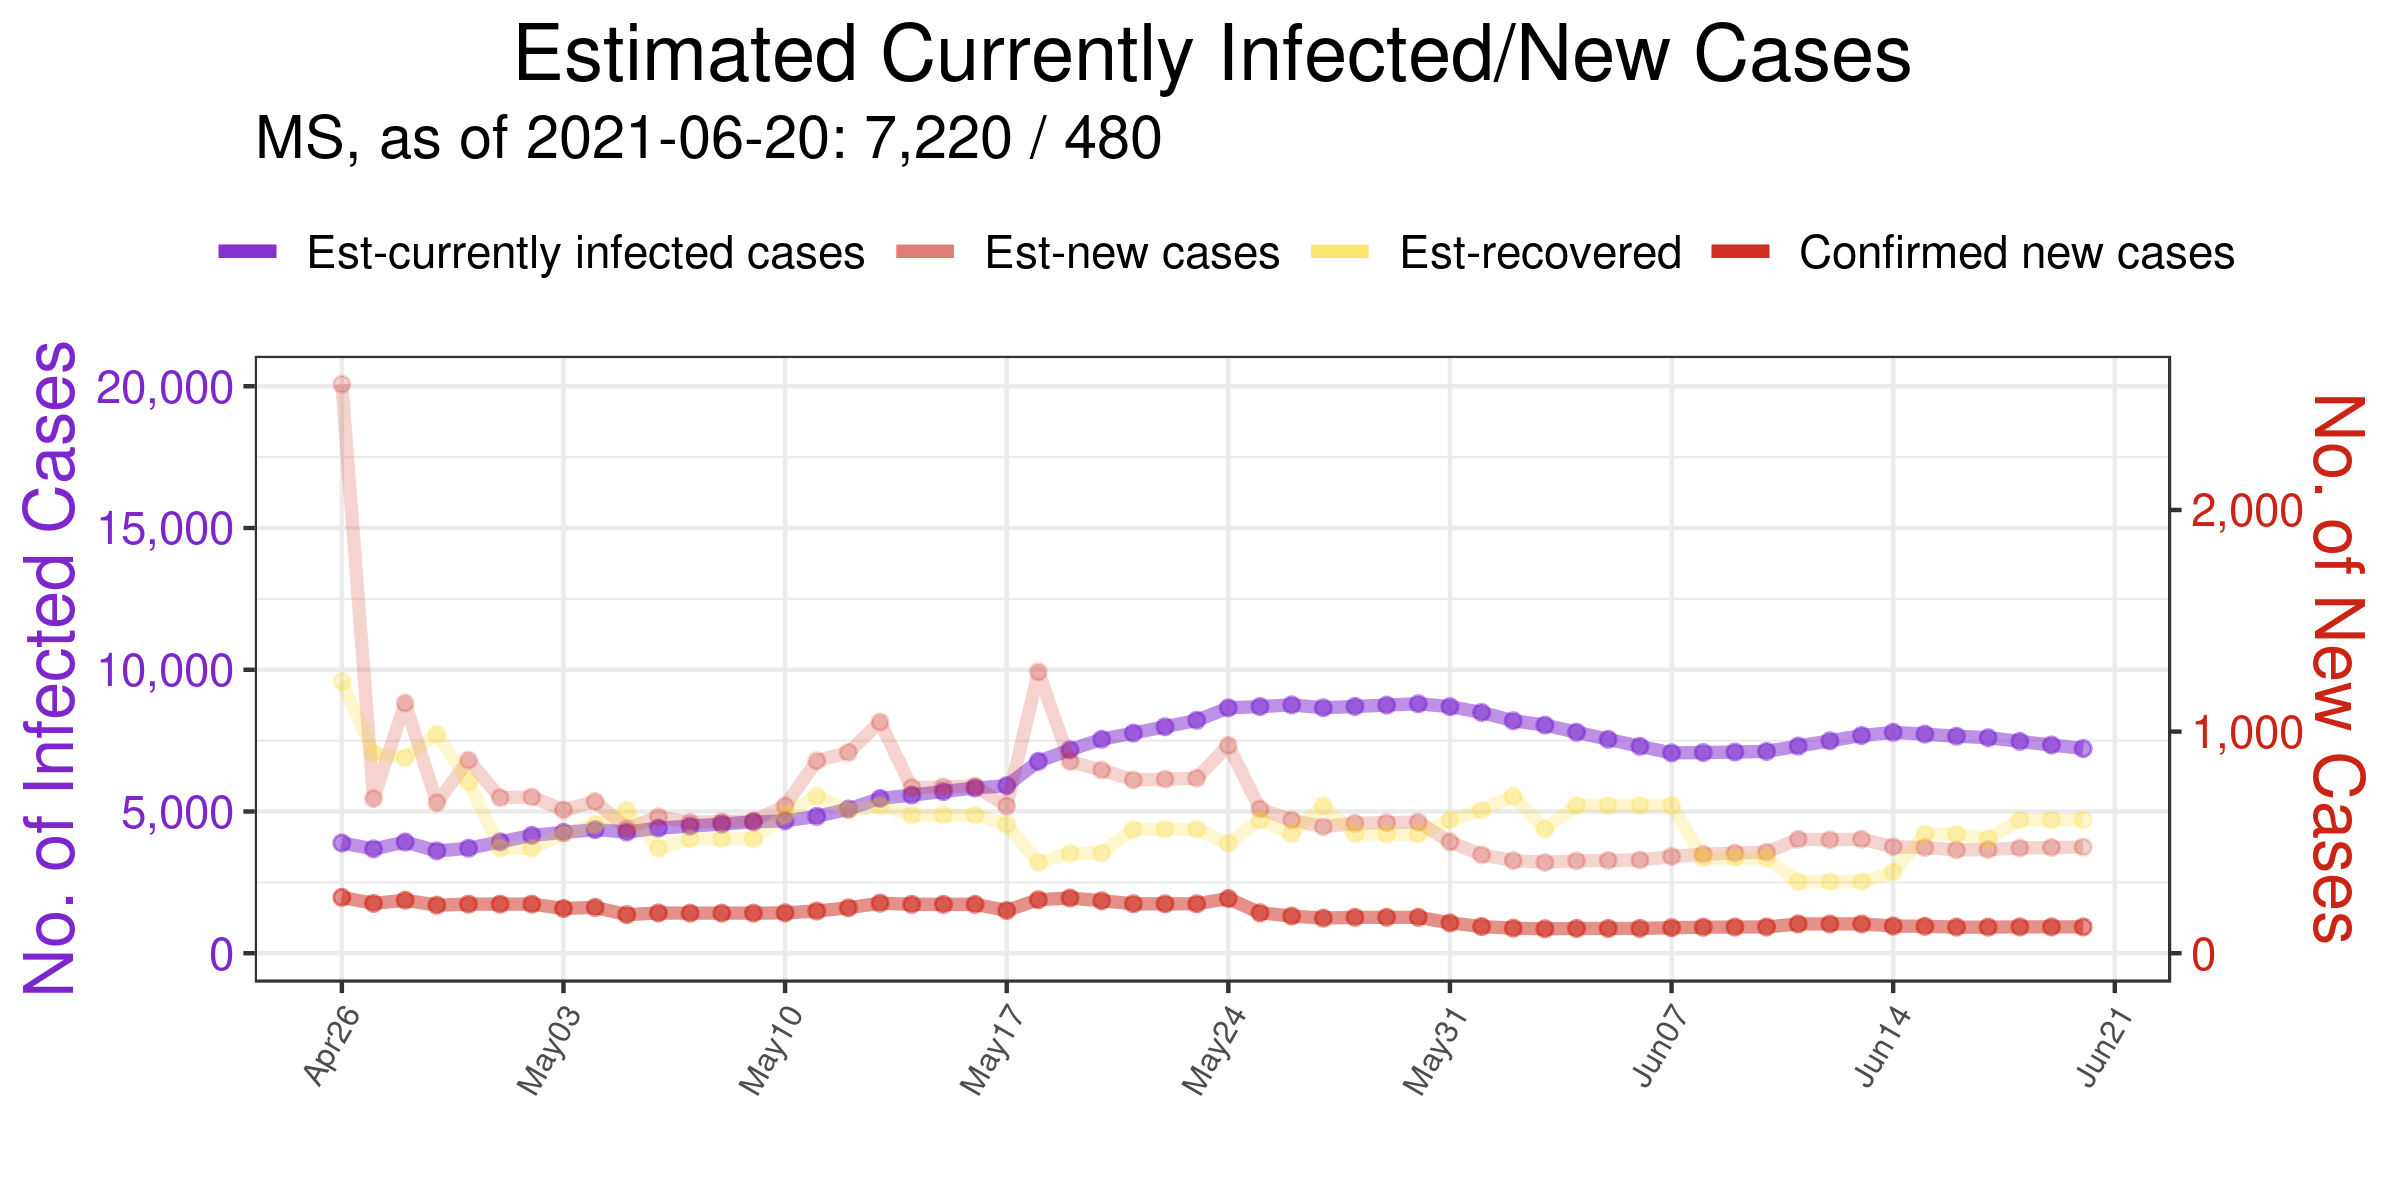 Estimated Currently Infected/New Cases
MS, as of 2021-06-20: 7,220 / 480
Est-currently infected cases
Est-new cases
Est-recovered
Confirmed new cases
No. of Infected Cases
20,000
15,000
10,000
5,000
0
2,000
1,000
0
No. of New Cases
Apr26
May03
May10
May17
May24
May31
Jun07
Jun14
Jun21